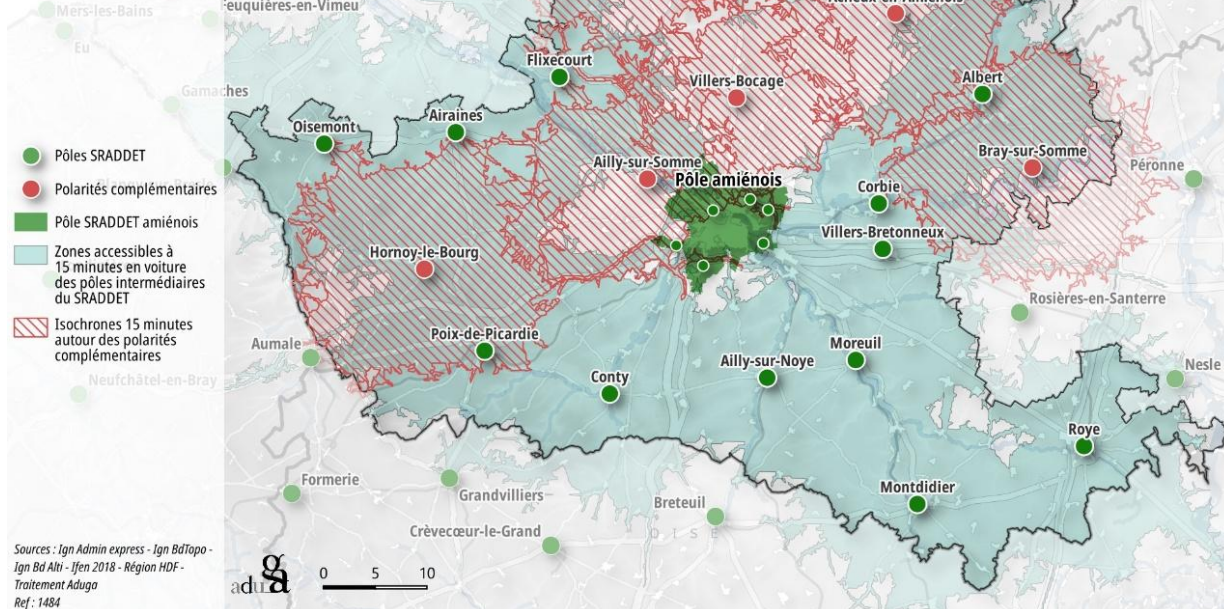 Mers-les-Bains
Feuquières-en-Vimeu
Eu
Gamaches
Flixecourt
Villers-Bocage
Albert
Oisemont
Airaines
Ailly-sur-Somme
Pôle amiénois
Bray-sur-Somme
Péronne
Corbie
Villers-Bretonneux
Hornoy-le-Bourg
Rosières-en-Santerre
Poix-de-Picardie
Aumale
Moreuil
Ailly-sur-Noye
Nesle
Neufchâtel-en-Bray
Conty
Roye
Formerie
Grandvilliers
Breteuil
Montdidier
Crèvecœur-le-Grand
OISE
Pôles SRADDET
Polarités complémentaires
Pôle SRADDET amiénois
Zones accessibles à
15 minutes en voiture
des pôles intermédiaires
du SRADDET
Isochrones 15 minutes
autour des polarités
complémentaires
Sources : Ign Admin express - Ign BdTopo -
Ign Bd Alti - Ifen 2018 - Région HDF -
Traitement Aduga
Ref : 1484
aduga
0 5 10